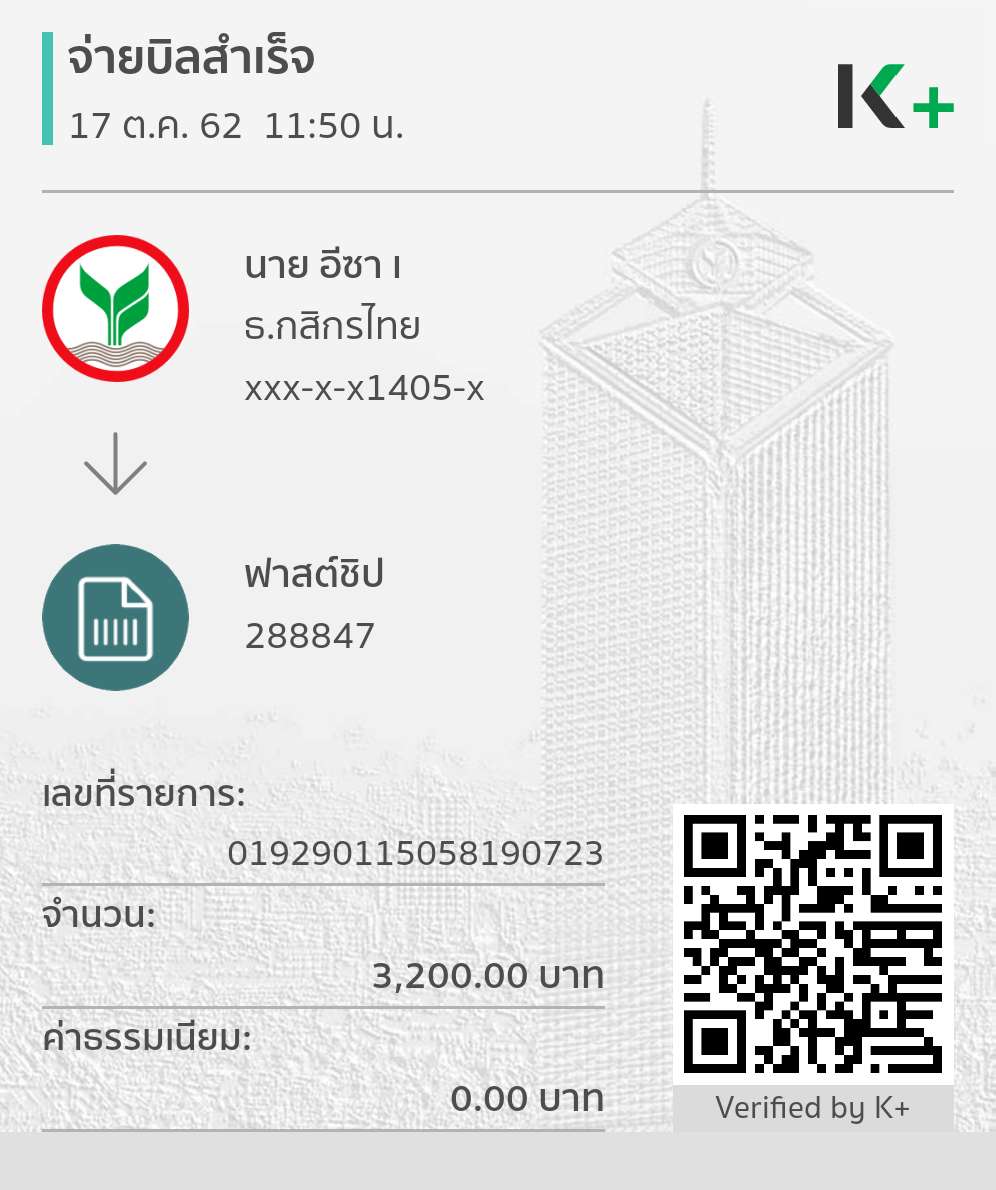 จ่ายบิลสำเร็จ
17 ต.ค. 62 11:50 น.
K+
นาย อีซา เ
ธ.กสิกรไทย
xxx-x-x1405-x
ฟาสต์ชิป
288847
เลขที่รายการ:
019290115058190723
จำนวน:
3,200.00 บาท
ค่าธรรมเนียม:
0.00 บาท
Verified by K+